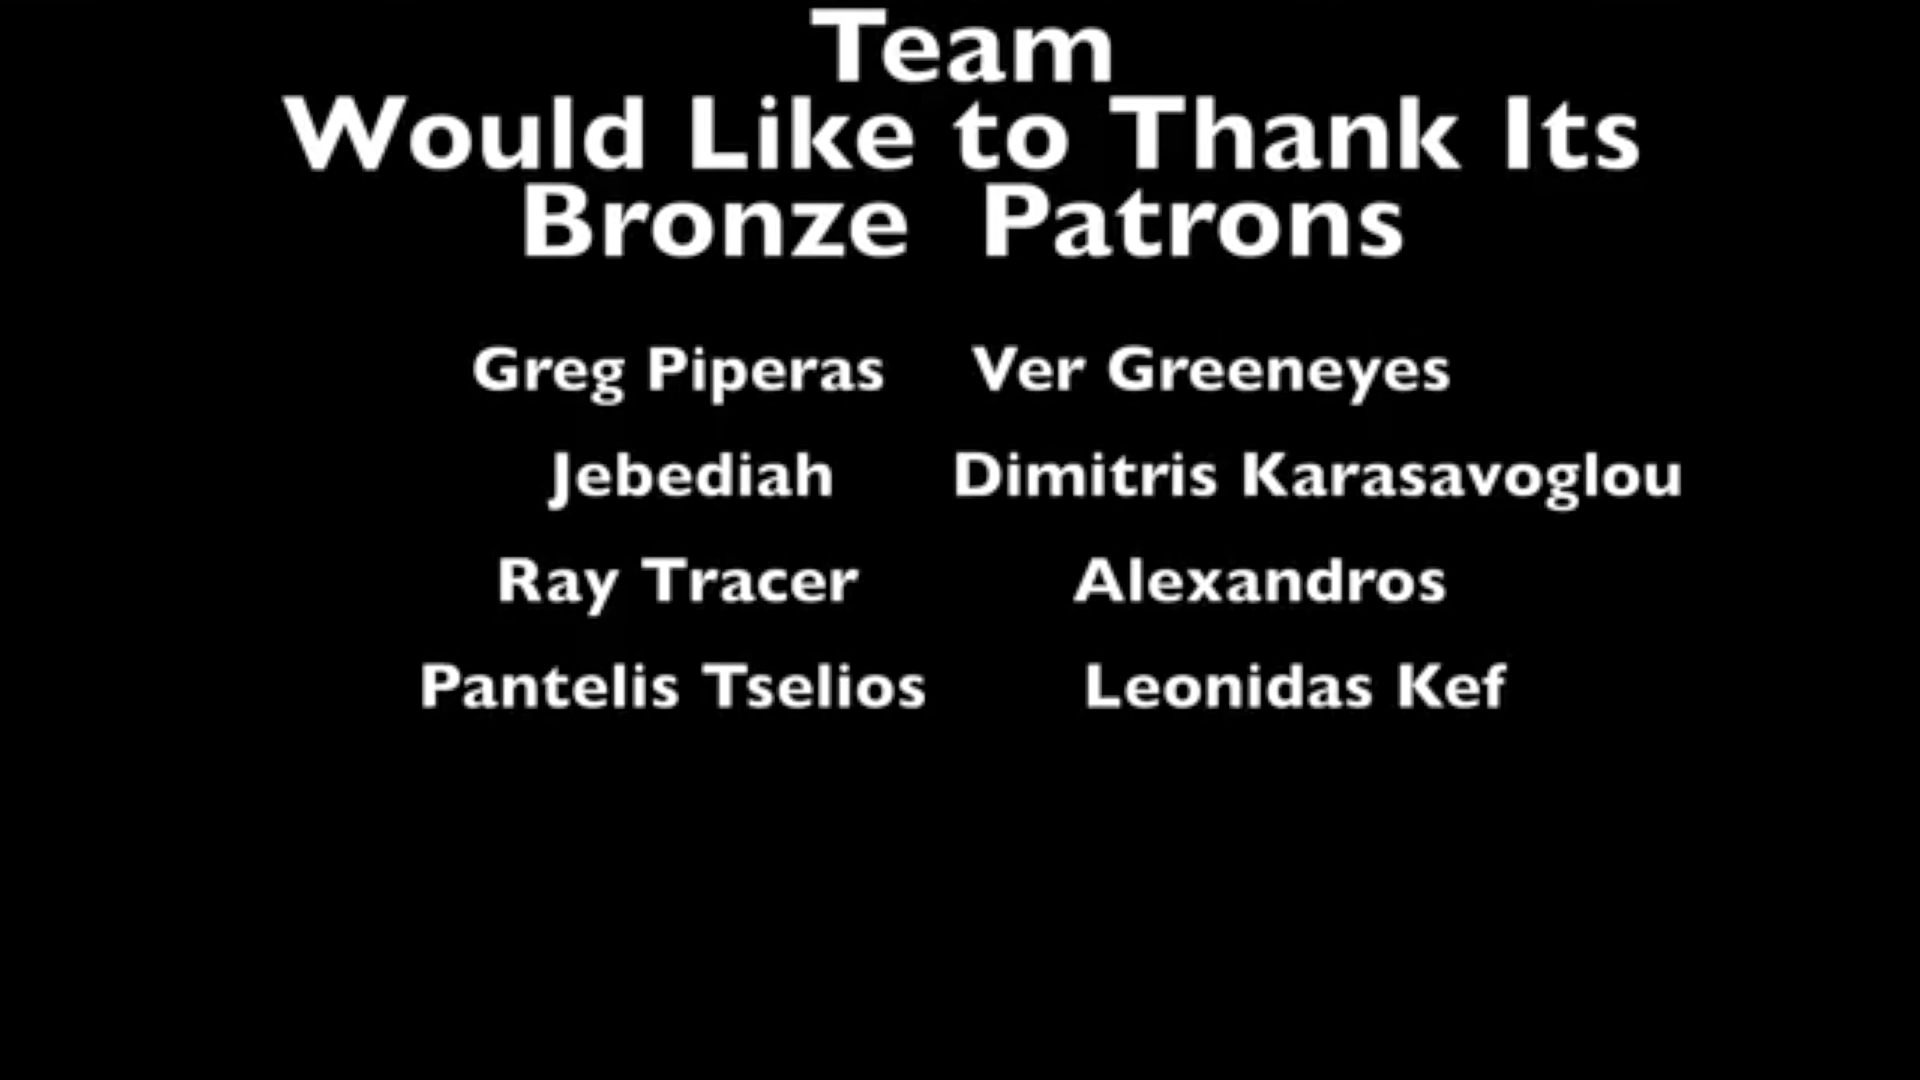 Team
Would Like to Thank Its
Bronze Patrons
Greg Piperas Ver Greeneyes
Jebediah Dimitris Karasavoglou
Ray Tracer Alexandros
Pantelis Tselios Leonidas Kef